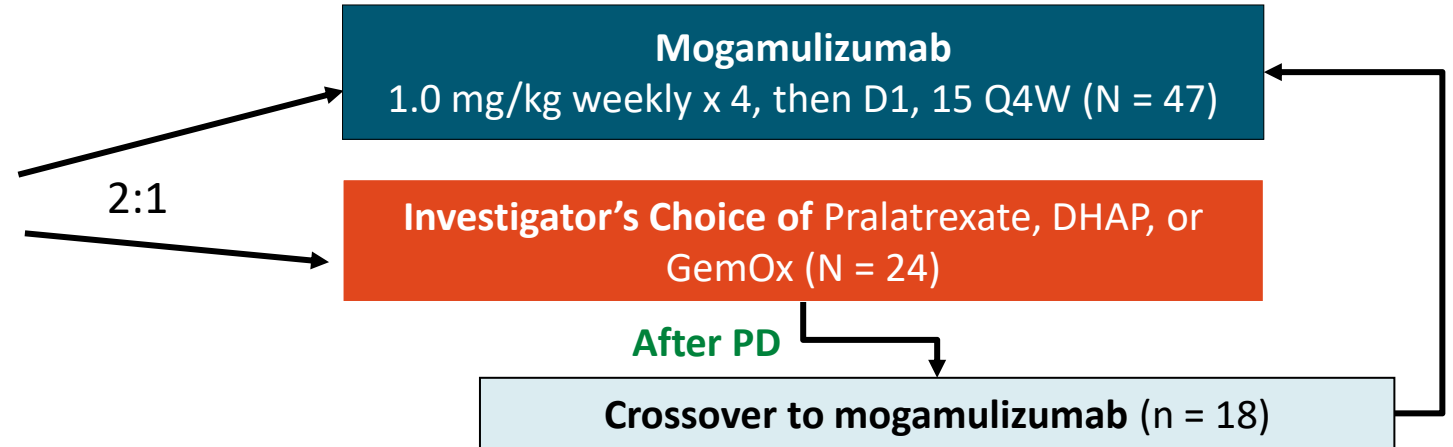 Mogamulizumab
1.0 mg/kg weekly x 4, then D1, 15 Q4W (N = 47)
2:1
Investigator’s Choice of Pralatrexate, DHAP, or
GemOx (N = 24)
After PD
Crossover to mogamulizumab (n = 18)